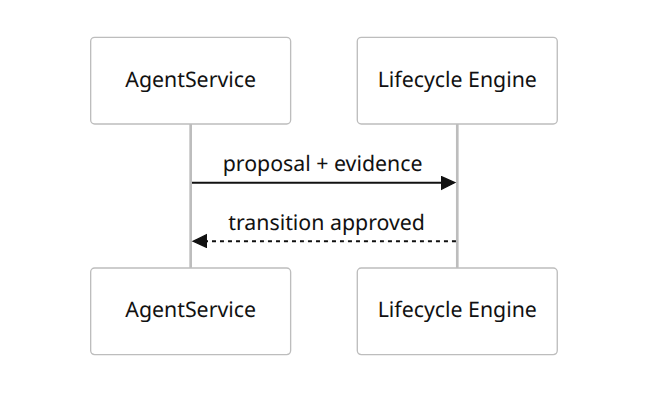 AgentService
Lifecycle Engine
proposal + evidence
transition approved
AgentService
Lifecycle Engine